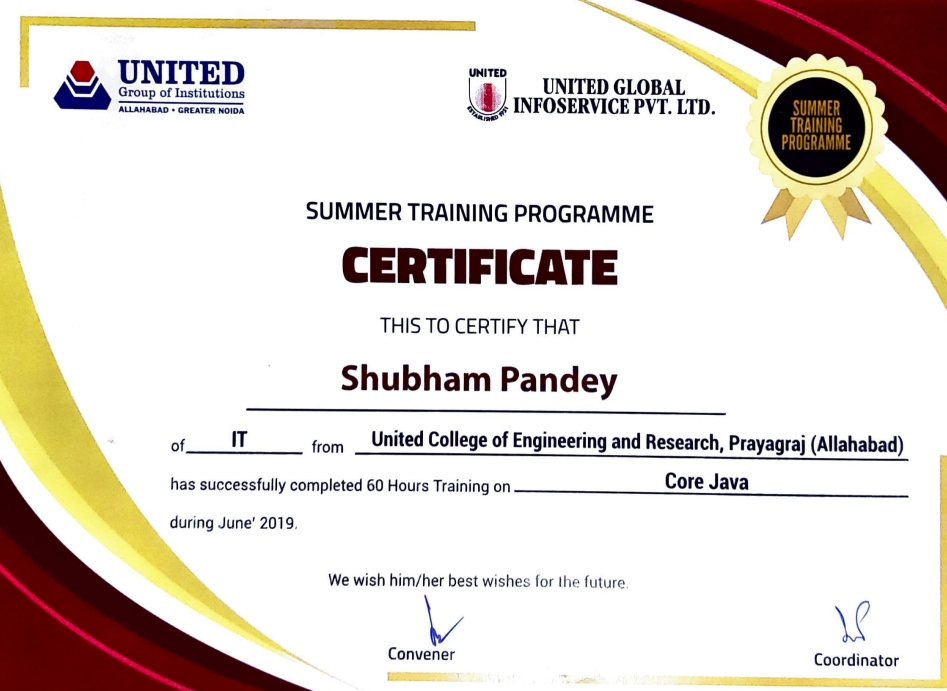 UNITED
Group of Institutions
ALLAHABAD • GREATER NOIDA
UNITED
ESTABLISHED 1951
UNITED GLOBAL
INFOSERVICE PVT. LTD.
SUMMER
TRAINING
PROGRAMME
SUMMER TRAINING PROGRAMME
CERTIFICATE
THIS TO CERTIFY THAT
Shubham Pandey
of IT from United College of Engineering and Research, Prayagraj (Allahabad)
has successfully completed 60 Hours Training on Core Java
during June' 2019.
We wish him/her best wishes for the future.
Convener
Coordinator